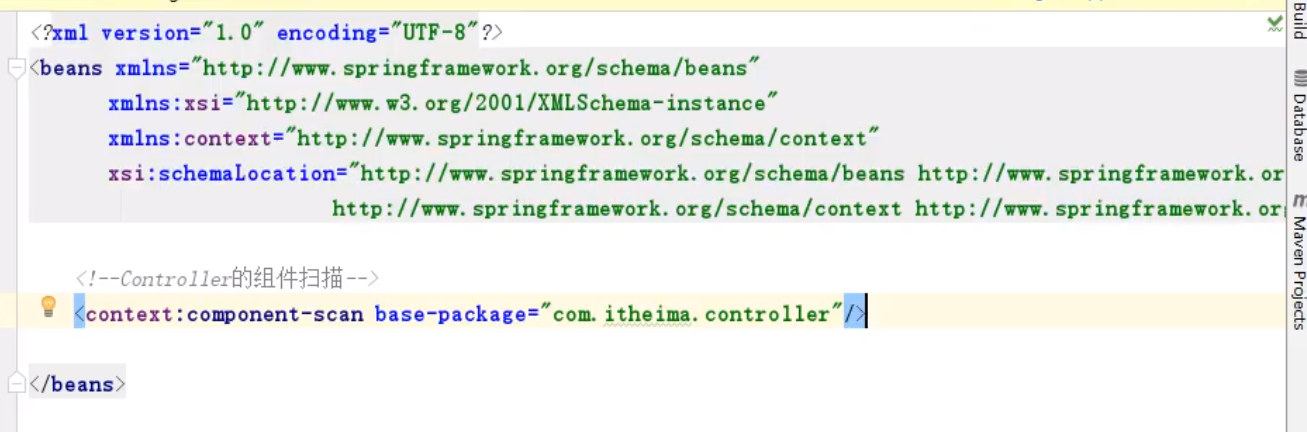 <?xml version="1.0" encoding="UTF-8"?>
<beans xmlns="http://www.springframework.org/schema/beans"
xmlns:xsi="http://www.w3.org/2001/XMLSchema-instance"
xmlns:context="http://www.springframework.org/schema/context"
xsi:schemaLocation="http://www.springframework.org/schema/beans http://www.springframework.or
http://www.springframework.org/schema/context http://www.springframework.or
<!--Controller的组件扫描-->
<context:component-scan base-package="com.itheima.controller"/>
</beans>
Build
Database
Maven Projects